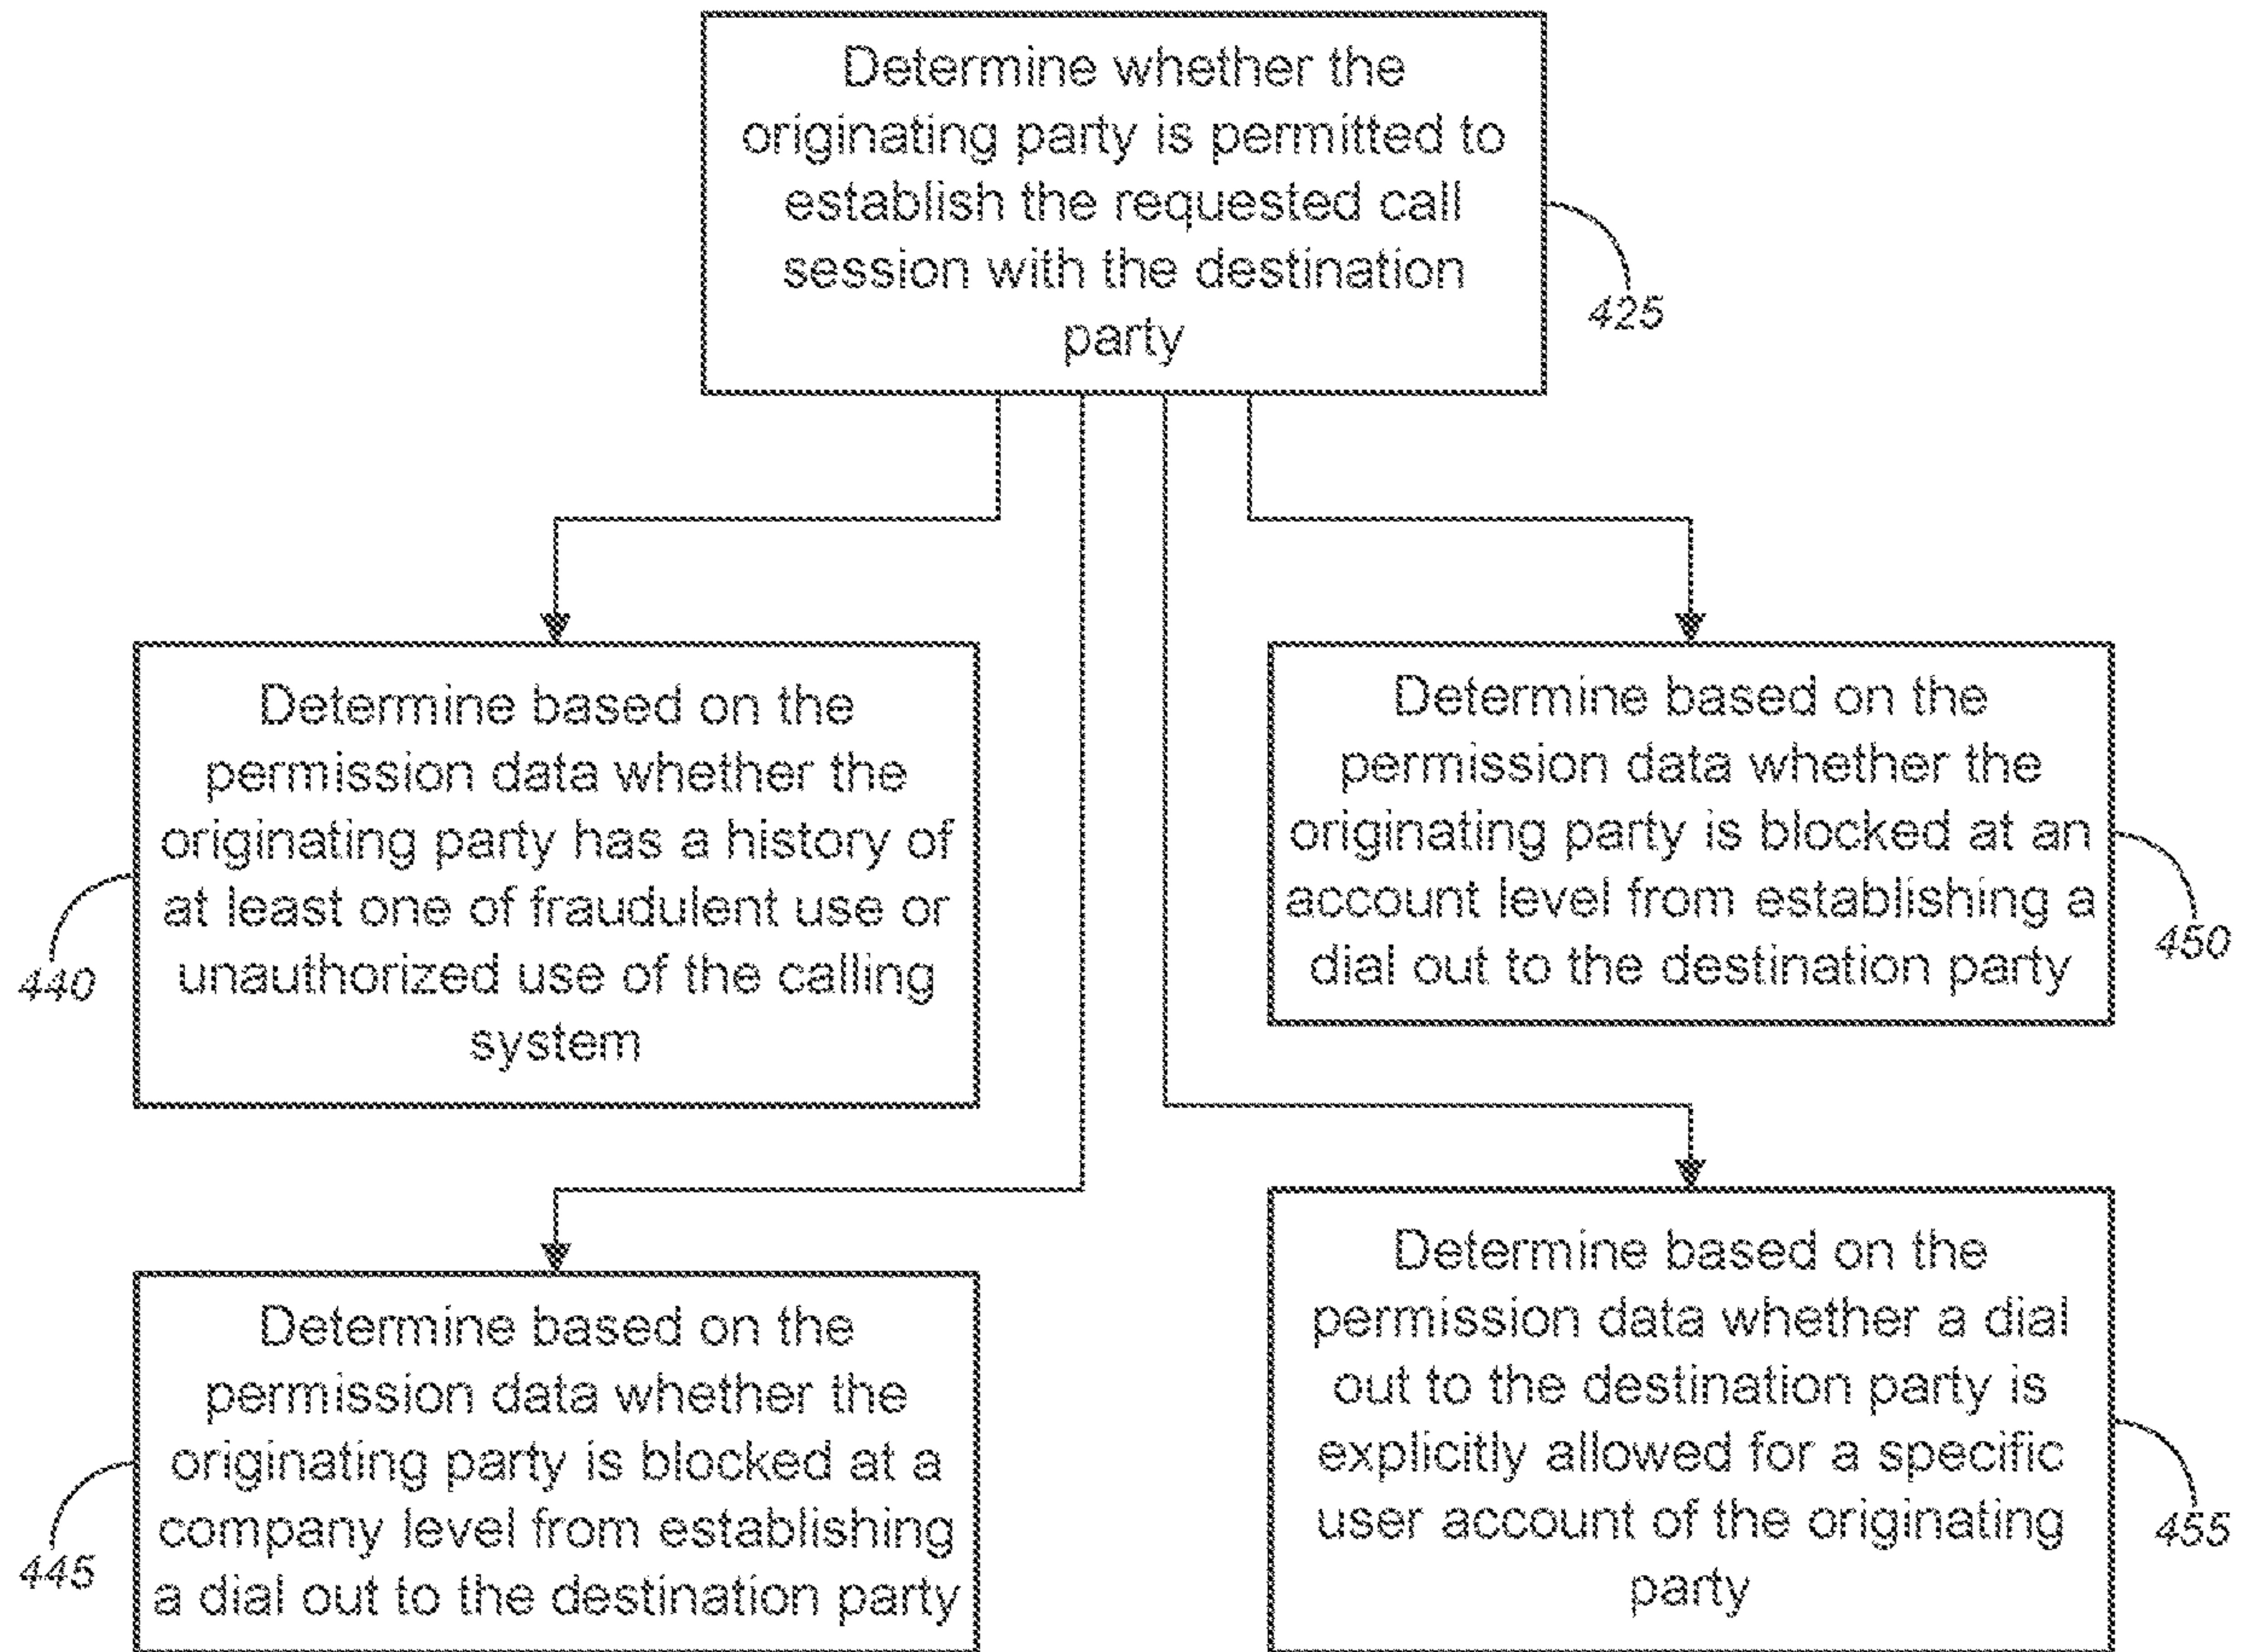 Determine whether the
originating party is permitted to
establish the requested call
session with the destination
party
425
Determine based on the
permission data whether the
originating party has a history of
at least one of fraudulent use or
unauthorized use of the calling
system
440
Determine based on the
permission data whether the
originating party is blocked at an
account level from establishing a
dial out to the destination party
450
Determine based on the
permission data whether the
originating party is blocked at a
company level from establishing
a dial out to the destination party
445
Determine based on the
permission data whether a dial
out to the destination party is
explicitly allowed for a specific
user account of the originating
party
455